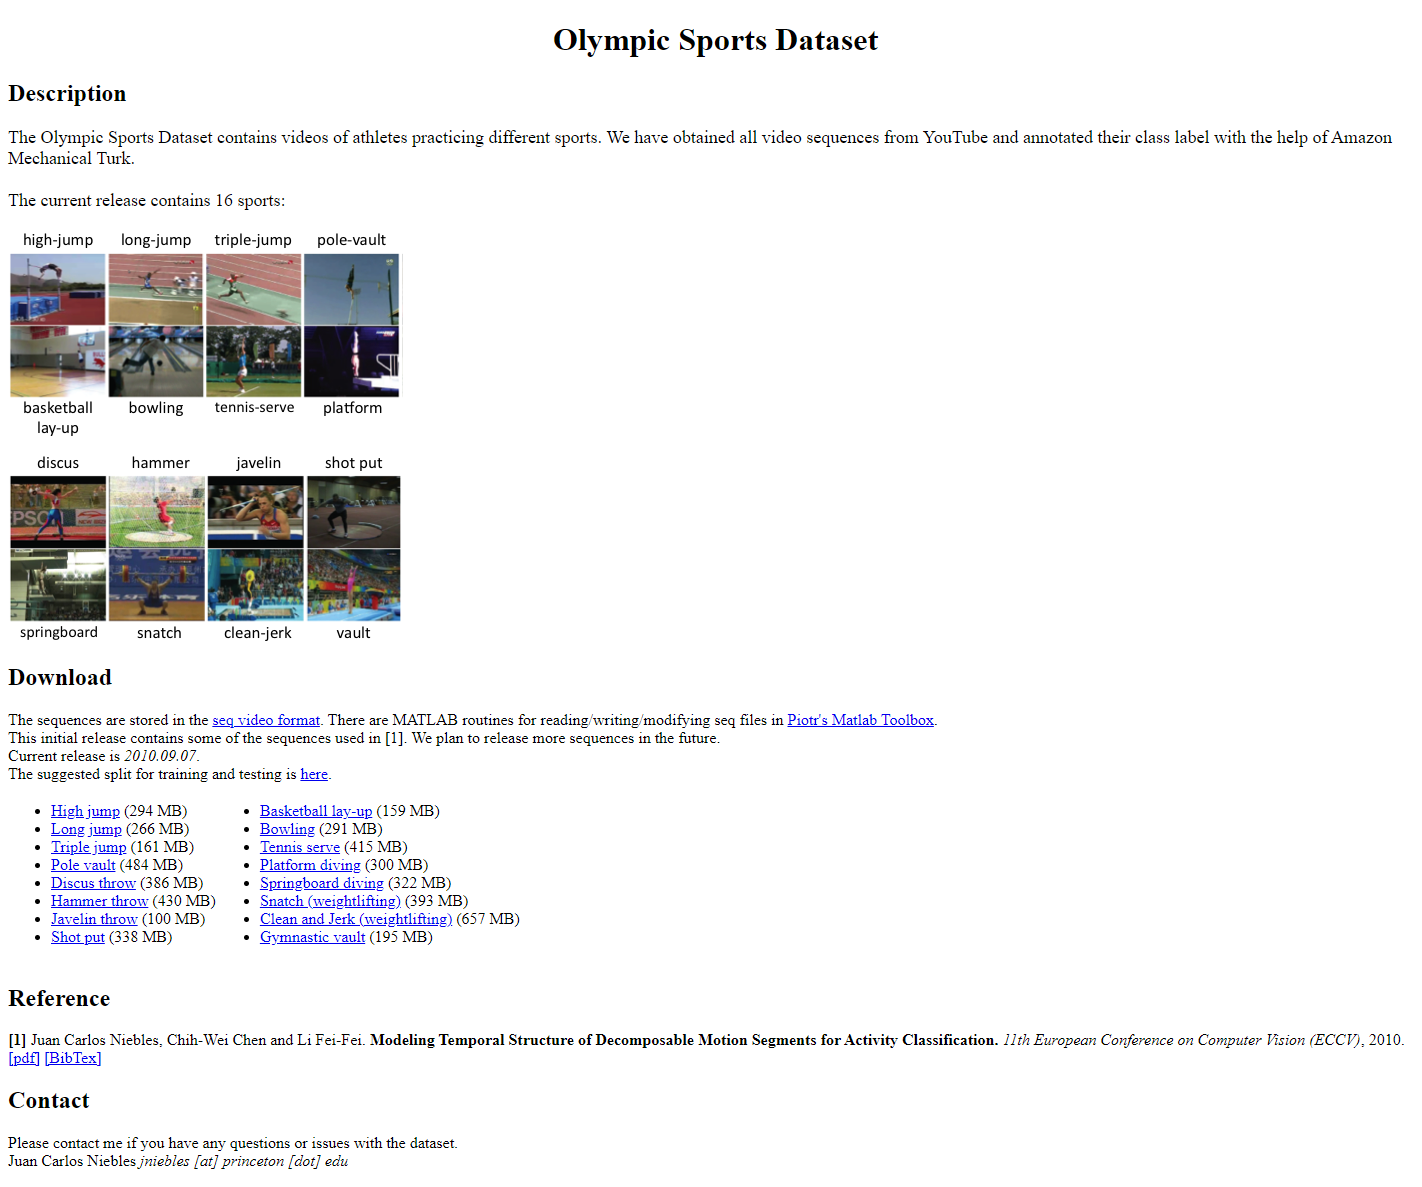 Olympic Sports Dataset
Description
The Olympic Sports Dataset contains videos of athletes practicing different sports. We have obtained all video sequences from YouTube and annotated their class label with the help of Amazon
Mechanical Turk.
The current release contains 16 sports:
high-jump long-jump triple-jump pole-vault
basketball bowling tennis-serve platform
lay-up
discus hammer javelin shot put
springboard snatch clean-jerk vault
Download
The sequences are stored in the seq video format. There are MATLAB routines for reading/writing/modifying seq files in Piotr's Matlab Toolbox.
This initial release contains some of the sequences used in [1]. We plan to release more sequences in the future.
Current release is 2010.09.07.
The suggested split for training and testing is here.
• High jump (294 MB)
• Long jump (266 MB)
• Triple jump (161 MB)
• Pole vault (484 MB)
• Discus throw (386 MB)
• Hammer throw (430 MB)
• Javelin throw (100 MB)
• Shot put (338 MB)
• Basketball lay-up (159 MB)
• Bowling (291 MB)
• Tennis serve (415 MB)
• Platform diving (300 MB)
• Springboard diving (322 MB)
• Snatch (weightlifting) (393 MB)
• Clean and Jerk (weightlifting) (657 MB)
• Gymnastic vault (195 MB)
Reference
[1] Juan Carlos Niebles, Chih-Wei Chen and Li Fei-Fei. Modeling Temporal Structure of Decomposable Motion Segments for Activity Classification. 11th European Conference on Computer Vision (ECCV), 2010.
[pdf] [BibTex]
Contact
Please contact me if you have any questions or issues with the dataset.
Juan Carlos Niebles jniebles [at] princeton [dot] edu